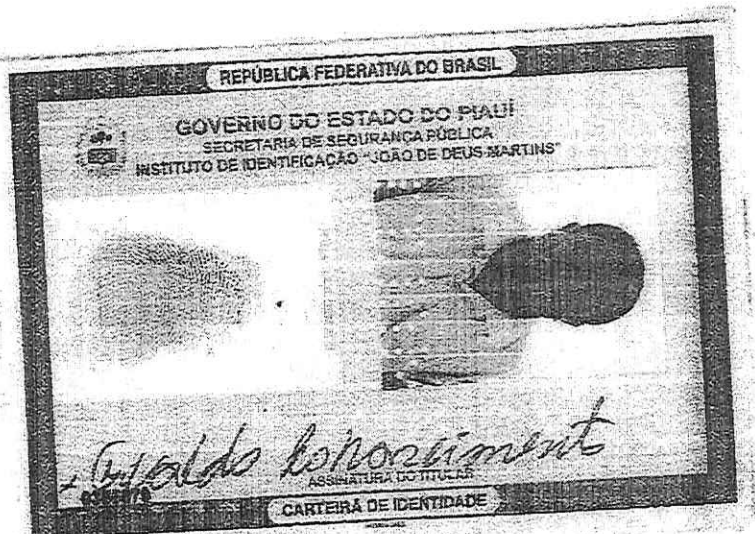 REPÚBLICA FEDERATIVA DO BRASIL
GOVERNO DO ESTADO DO PIAUÍ
SECRETARIA DE SEGURANÇA PÚBLICA
INSTITUTO DE IDENTIFICAÇÃO "JOÃO DE DEUS MARTINS"
ASSINATURA DO TITULAR
CARTEIRA DE IDENTIDADE